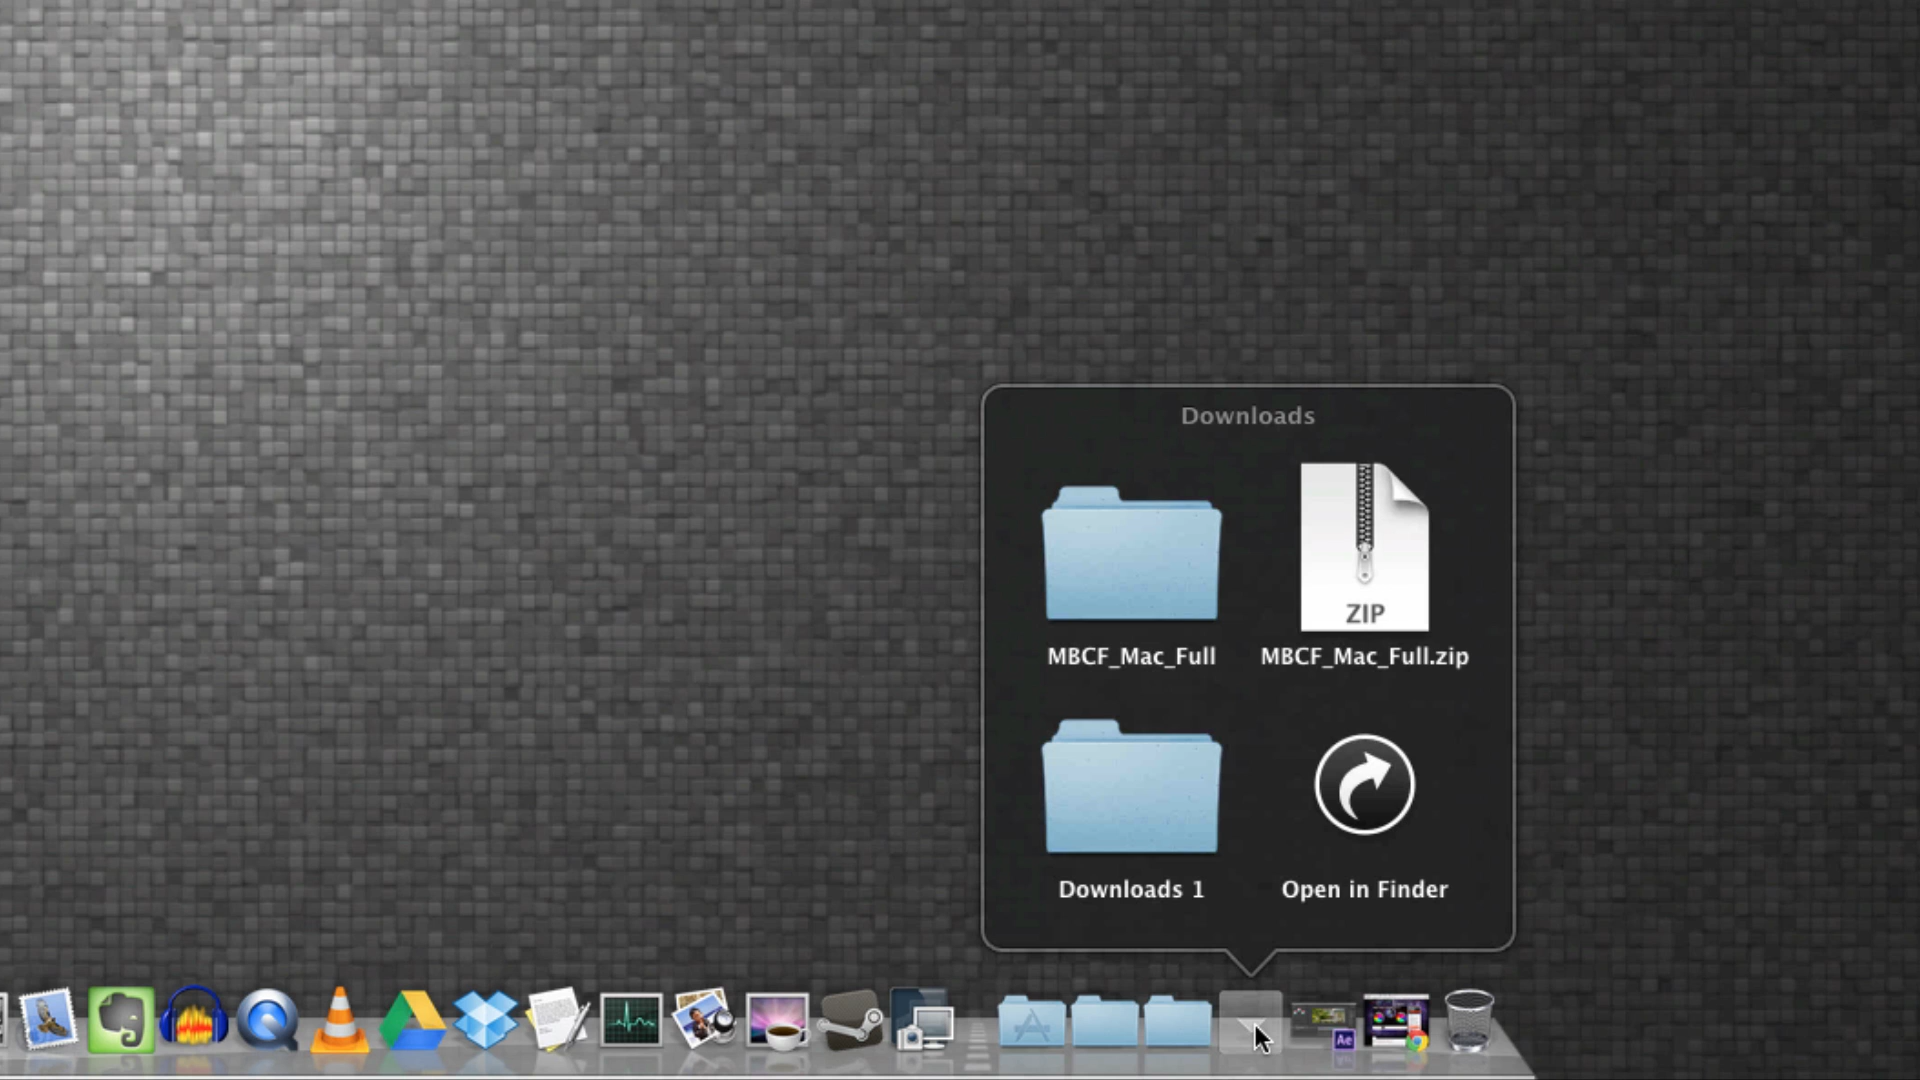 Downloads
ZIP
MBCF_Mac_Full
MBCF_Mac_Full.zip
Downloads 1
Open in Finder
Ae